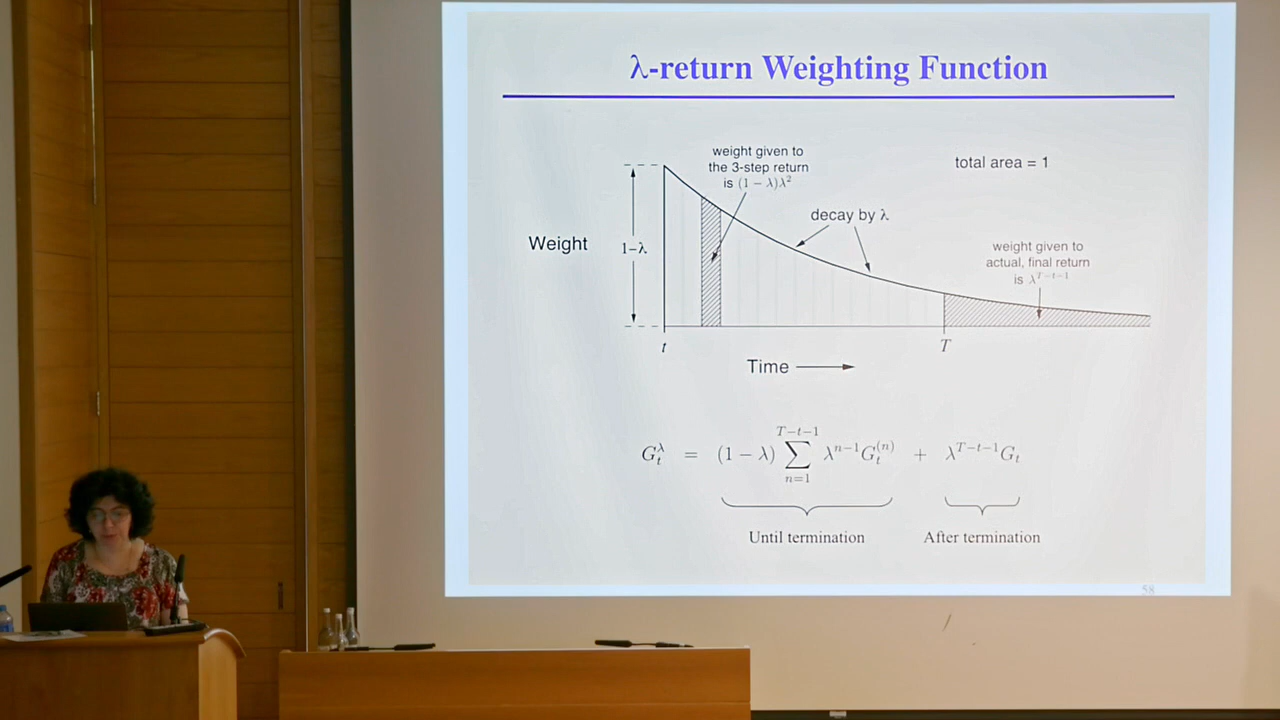 λ-return Weighting Function
weight given to
the 3-step return
is (1 − λ)λ²
total area = 1
decay by λ
Weight
1−λ
weight given to
actual, final return
is λ^{T−t−1}
t
T
Time
G_t^λ = (1 − λ) ∑_{n=1}^{T−t−1} λ^{n−1} G_t^{(n)} + λ^{T−t−1} G_t
Until termination
After termination
58